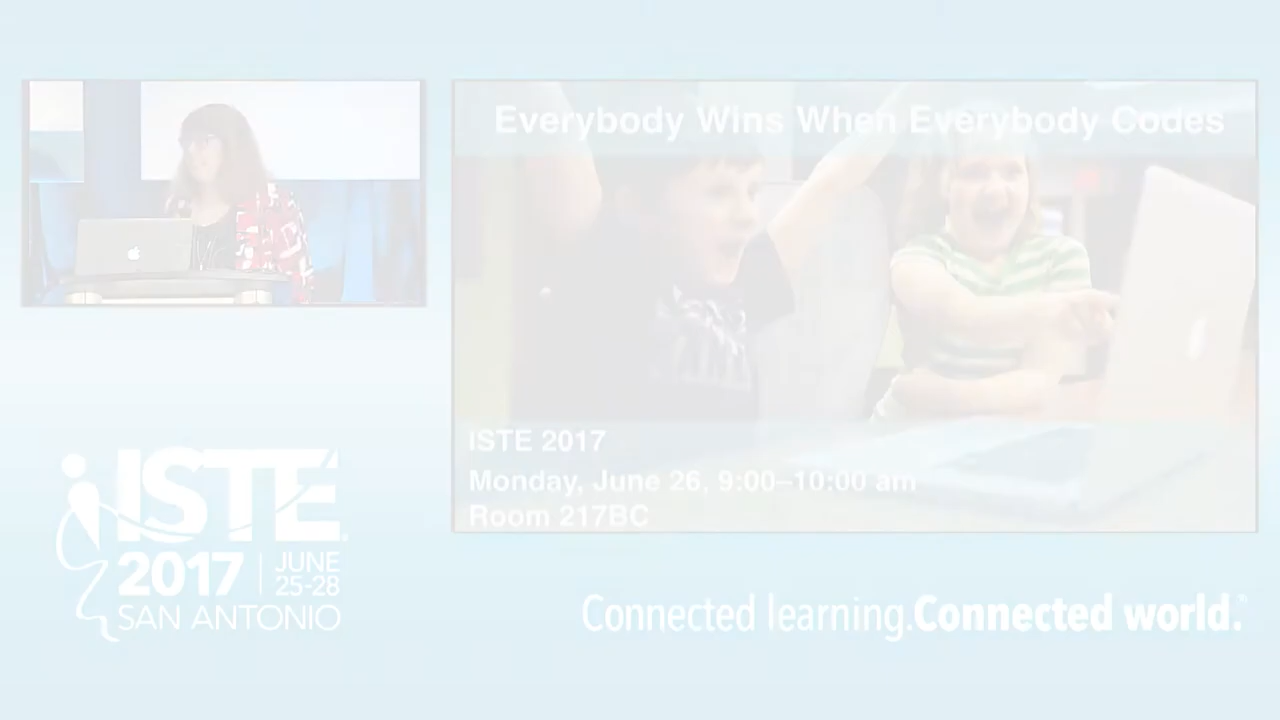 Everybody Wins When Everybody Codes
ISTE 2017
Monday, June 26, 9:00–10:00 am
Room 217BC
ISTE
2017
JUNE
25-28
SAN ANTONIO
Connected learning.Connected world.